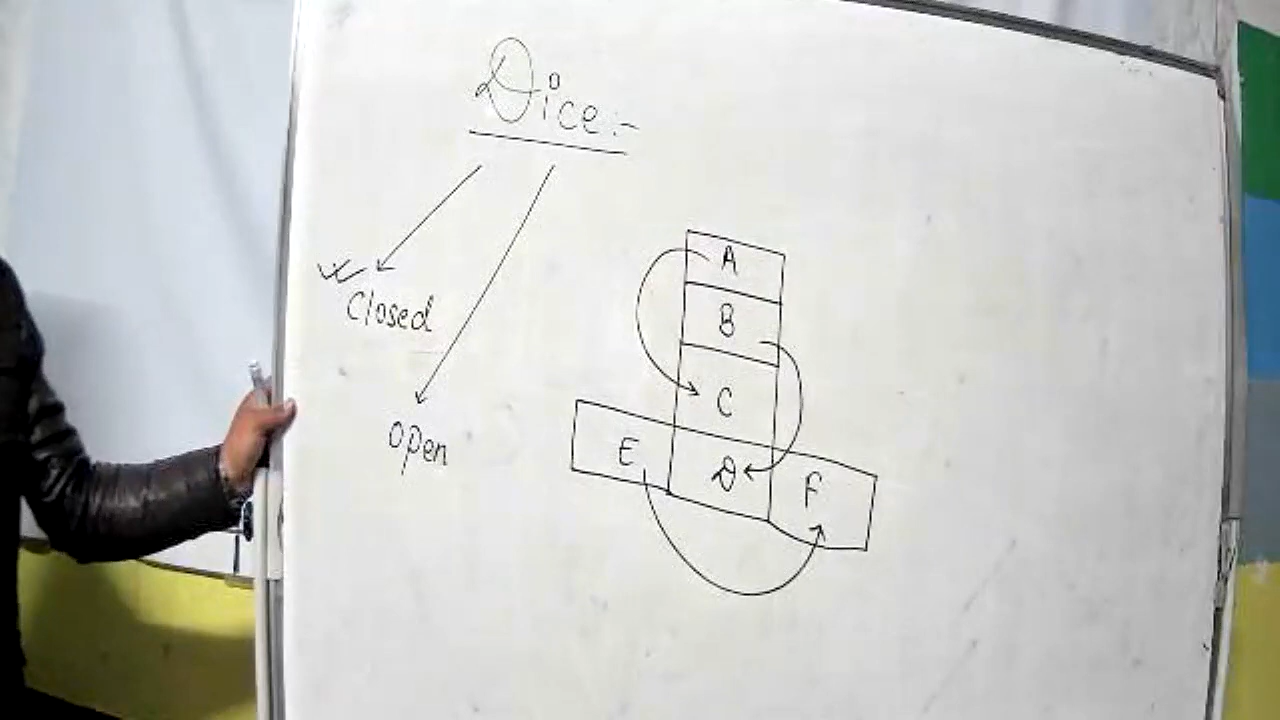 Dice:-
Closed
open
A
B
C
E D F